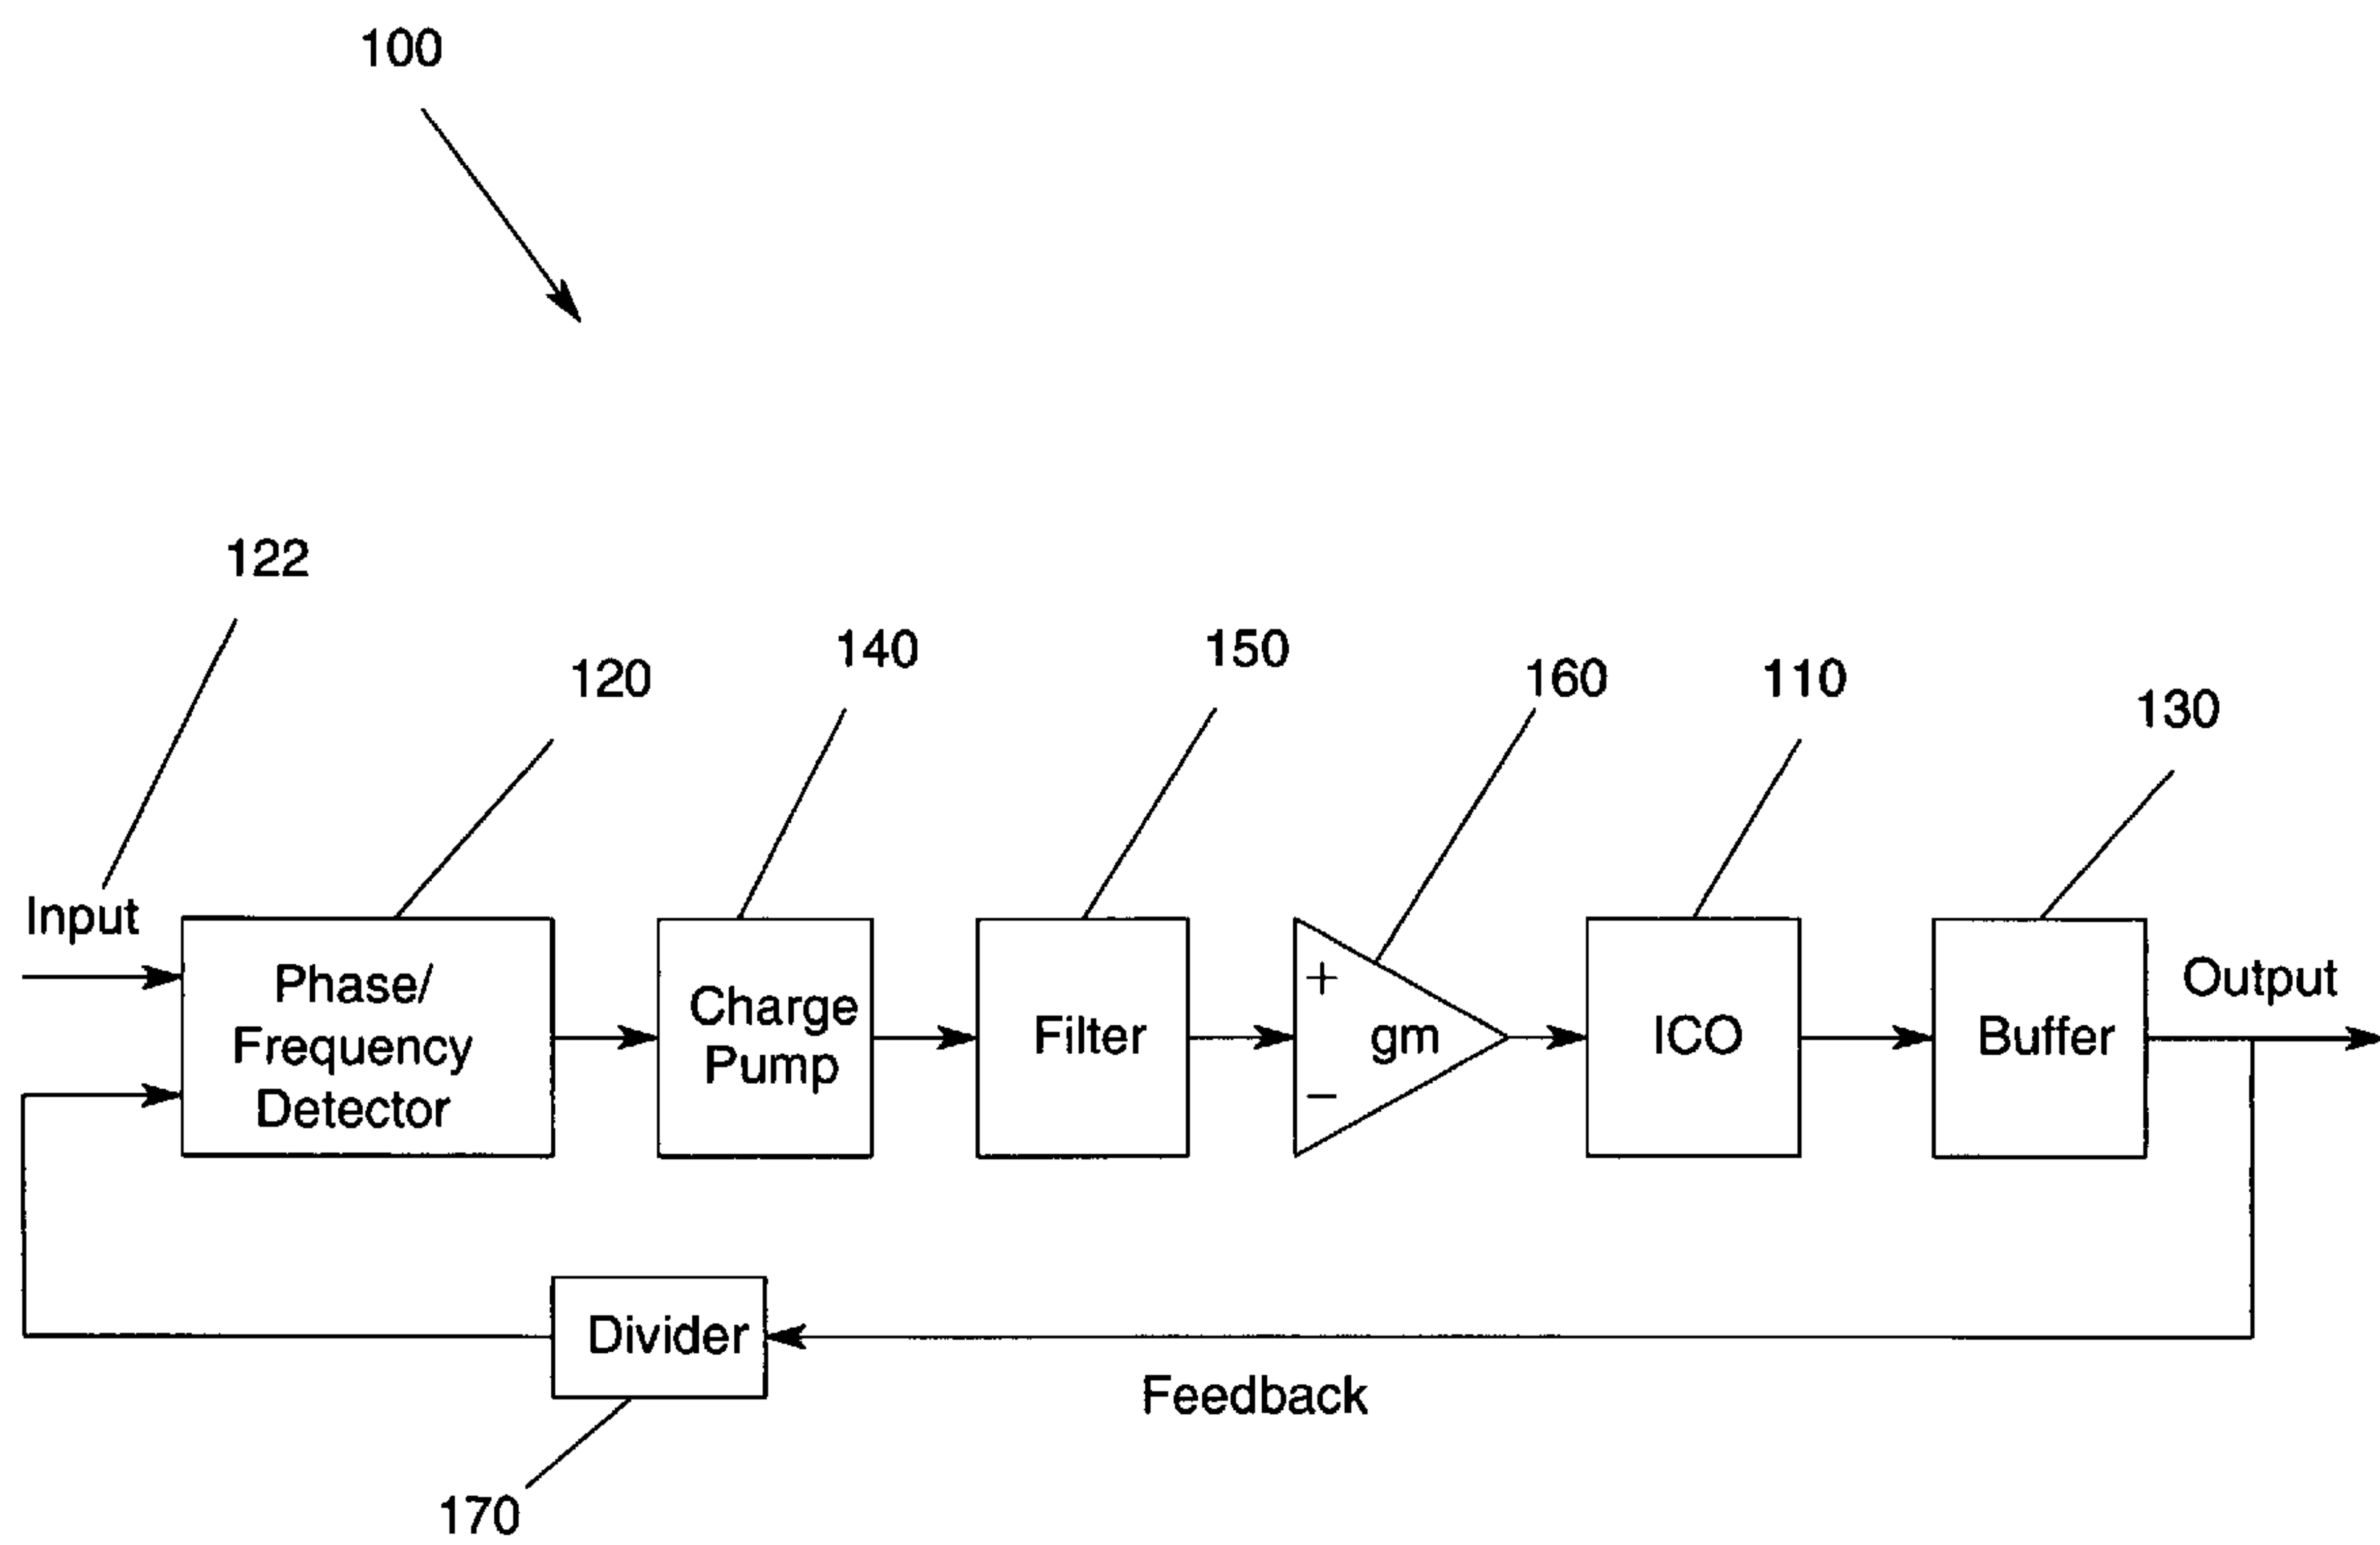 100
122
120
140
150
160
110
130
Input
Phase/
Frequency
Detector
Charge
Pump
Filter
+
gm
−
ICO
Buffer
Output
Divider
Feedback
170